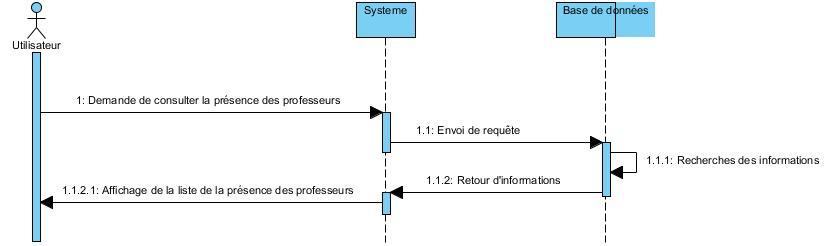 Utilisateur
Systeme
Base de données
1: Demande de consulter la présence des professeurs
1.1: Envoi de requête
1.1.1: Recherches des informations
1.1.2: Retour d'informations
1.1.2.1: Affichage de la liste de la présence des professeurs